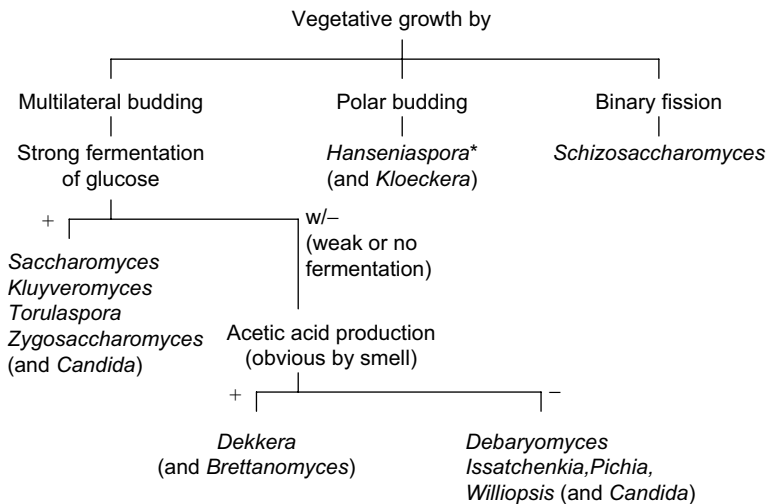 Vegetative growth by
Multilateral budding
Polar budding
Binary fission
Strong fermentation
of glucose
Hanseniaspora*
(and Kloeckera)
Schizosaccharomyces
+
w/–
(weak or no
fermentation)
Saccharomyces
Kluyveromyces
Torulaspora
Zygosaccharomyces
(and Candida)
Acetic acid production
(obvious by smell)
+
–
Dekkera
(and Brettanomyces)
Debaryomyces
Issatchenkia,Pichia,
Williopsis (and Candida)